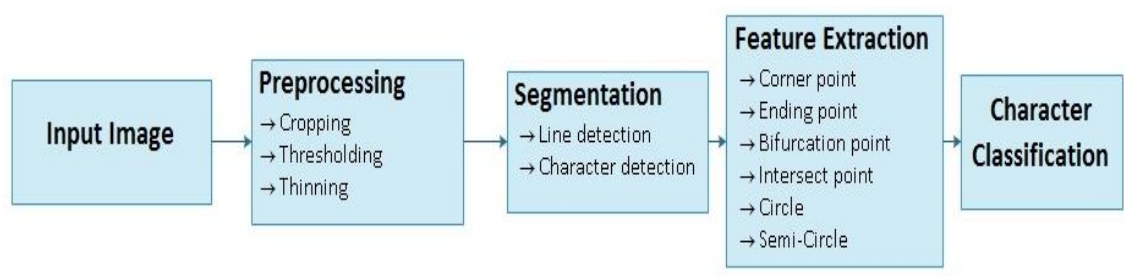 Input Image
Preprocessing
→ Cropping
→ Thresholding
→ Thinning
Segmentation
→ Line detection
→ Character detection
Feature Extraction
→ Corner point
→ Ending point
→ Bifurcation point
→ Intersect point
→ Circle
→ Semi-Circle
Character
Classification